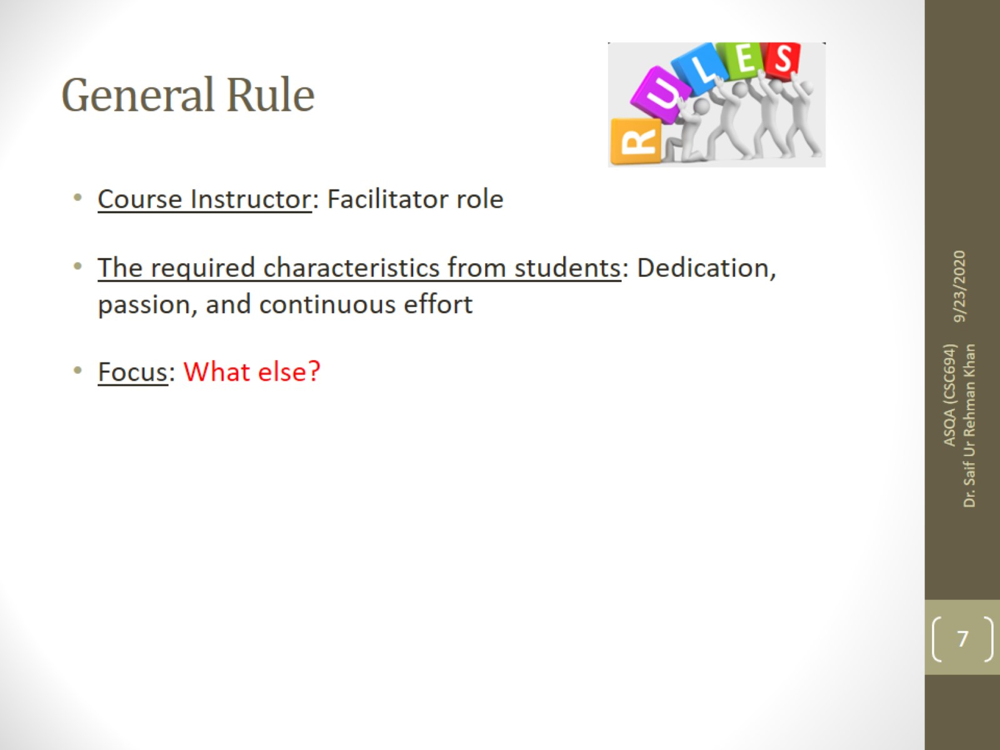 General Rule
RULES
• Course Instructor: Facilitator role
• The required characteristics from students: Dedication,
passion, and continuous effort
• Focus: What else?
9/23/2020
ASQA (CSC694)
Dr. Saif Ur Rehman Khan
7